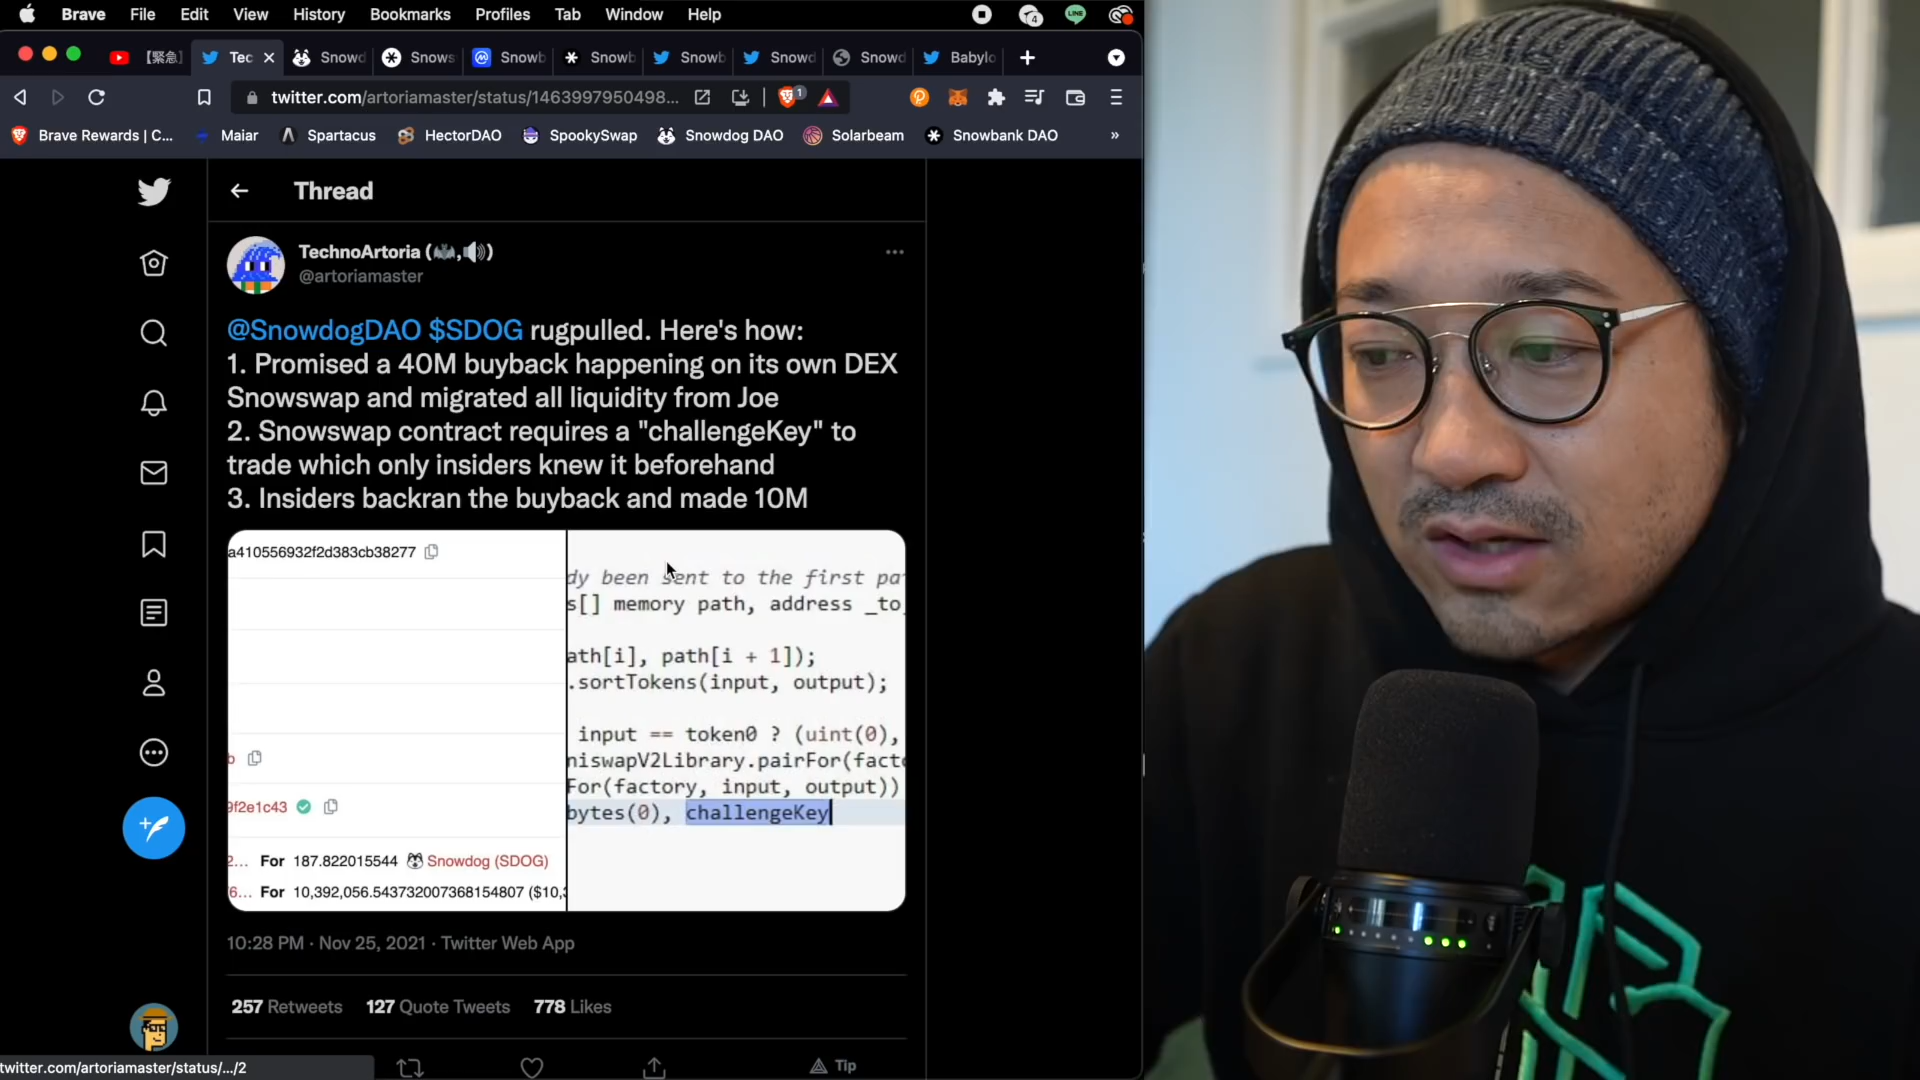 Brave File Edit View History Bookmarks Profiles Tab Window Help
4
【緊急】 Tec Snowd Snows Snowb Snowb Snowb Snowd Snowd Babylo
twitter.com/artoriamaster/status/1463997950498... 1
Brave Rewards | C... Maiar Spartacus HectorDAO SpookySwap Snowdog DAO Solarbeam Snowbank DAO »
Thread
TechnoArtoria (🦇,🔊)
@artoriamaster
@SnowdogDAO $SDOG rugpulled. Here's how:
1. Promised a 40M buyback happening on its own DEX
Snowswap and migrated all liquidity from Joe
2. Snowswap contract requires a "challengeKey" to
trade which only insiders knew it beforehand
3. Insiders backran the buyback and made 10M
a410556932f2d383cb38277
b
9f2e1c43
2... For 187.822015544 Snowdog (SDOG)
6... For 10,392,056.543732007368154807 ($10,
dy been sent to the first pa
s[] memory path, address _to
ath[i], path[i + 1]);
.sortTokens(input, output);
input == token0 ? (uint(0),
niswapV2Library.pairFor(facto
For(factory, input, output))
bytes(0), challengeKey
10:28 PM · Nov 25, 2021 · Twitter Web App
257 Retweets 127 Quote Tweets 778 Likes
Tip
twitter.com/artoriamaster/status/.../2